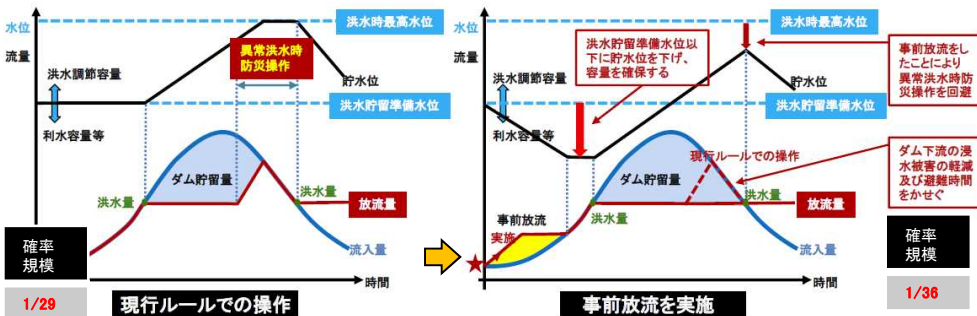 水位
流量
洪水時最高水位
異常洪水時
防災操作
洪水調節容量
貯水位
洪水貯留準備水位
利水容量等
ダム貯留量
洪水量
放流量
流入量
時間
確率
規模
1/29
現行ルールでの操作
水位
流量
洪水時最高水位
洪水貯留準備水位以
下に貯水位を下げ、
容量を確保する
事前放流をし
たことにより
異常洪水時防
災操作を回避
洪水調節容量
貯水位
洪水貯留準備水位
利水容量等
現行ルールでの操作
ダム貯留量
ダム下流の浸
水被害の軽減
及び避難時間
をかせぐ
洪水量
洪水量
放流量
事前放流
実施
流入量
時間
確率
規模
1/36
事前放流を実施